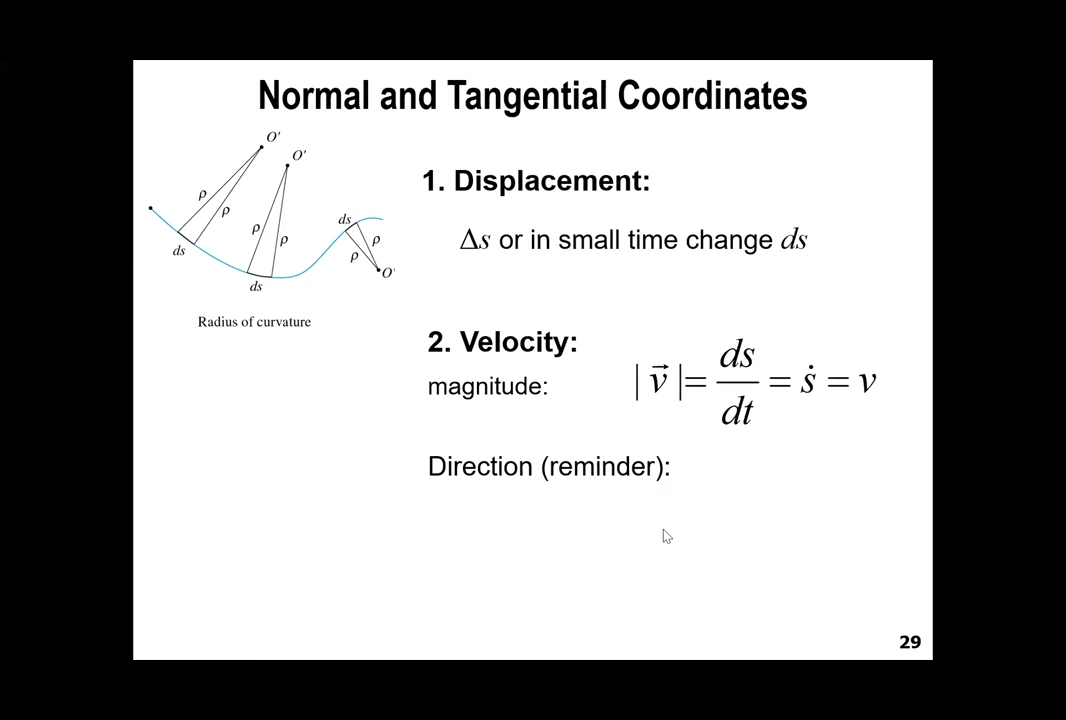 Normal and Tangential Coordinates
O'
O'
ρ
ρ
ρ
ρ
ds
ds
ds
ρ
ρ
O'
Radius of curvature
1. Displacement:
Δs or in small time change ds
2. Velocity:
magnitude:
| v⃗ |= ds/dt = ṡ = v
Direction (reminder):
29